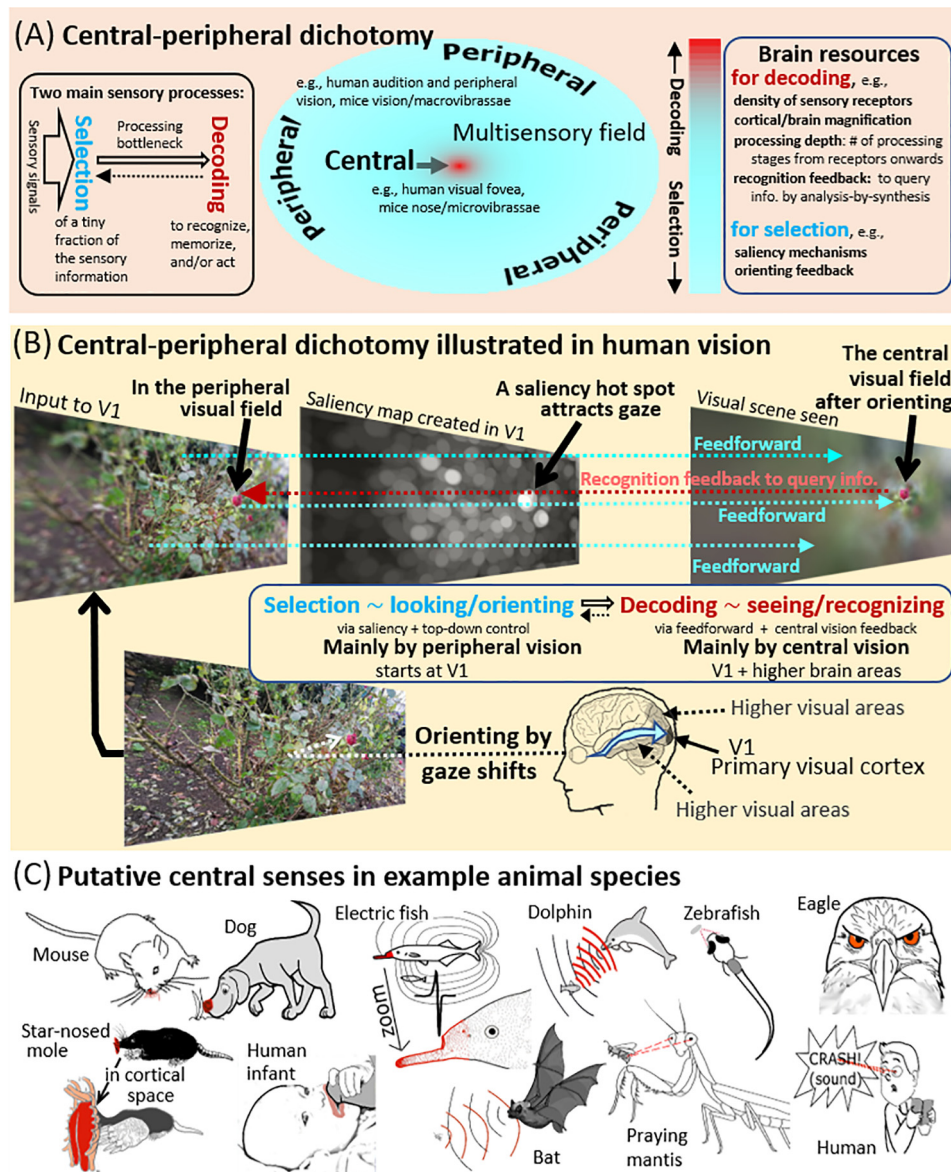 (A) Central-peripheral dichotomy
Two main sensory processes:
Sensory signals
Selection
Processing
bottleneck
Decoding
of a tiny
fraction of
the sensory
information
to recognize,
memorize,
and/or act
Peripheral
Peripheral
Peripheral
e.g., human audition and peripheral
vision, mice vision/macrovibrassae
Multisensory field
Central
e.g., human visual fovea,
mice nose/microvibrassae
Decoding
Selection
Brain resources
for decoding, e.g.,
density of sensory receptors
cortical/brain magnification
processing depth: # of processing
stages from receptors onwards
recognition feedback: to query
info. by analysis-by-synthesis
for selection, e.g.,
saliency mechanisms
orienting feedback
(B) Central-peripheral dichotomy illustrated in human vision
Input to V1
In the peripheral
visual field
Saliency map created in V1
A saliency hot spot
attracts gaze
Visual scene seen
The central
visual field
after orienting
Feedforward
Recognition feedback to query info.
Feedforward
Feedforward
Selection ~ looking/orienting
via saliency + top-down control
Mainly by peripheral vision
starts at V1
Decoding ~ seeing/recognizing
via feedforward + central vision feedback
Mainly by central vision
V1 + higher brain areas
Orienting by
gaze shifts
Higher visual areas
V1
Primary visual cortex
Higher visual areas
(C) Putative central senses in example animal species
Mouse
Dog
Electric fish
zoom
Dolphin
Zebrafish
Eagle
Star-nosed
mole
in cortical
space
Human
infant
Bat
Praying
mantis
CRASH!
(sound)
Human